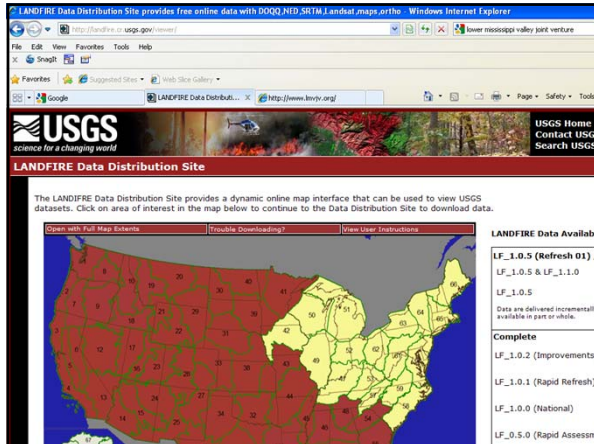 LANDFIRE Data Distribution Site provides free online data with DOQQ,NED,SRTM,Landsat,maps,ortho - Windows Internet Explorer
http://landfire.cr.usgs.gov/viewer/
lower mississippi valley joint venture
File Edit View Favorites Tools Help
x SnagIt
Favorites Suggested Sites Web Slice Gallery
Google LANDFIRE Data Distributi... X http://www.lmvjv.org/ Page Safety Tools
USGS
science for a changing world
USGS Home
Contact USG
Search USGS
LANDFIRE Data Distribution Site
The LANDIFRE Data Distribution Site provides a dynamic online map interface that can be used to view USGS
datasets. Click on area of interest in the map below to continue to the Data Distribution Site to download data.
Open with Full Map Extents Trouble Downloading? View User Instructions
LANDFIRE Data Availab
LF_1.0.5 (Refresh 01)
LF_1.0.5 & LF_1.1.0
LF_1.0.5
Data are delivered incrementall
available in part or whole.
Complete
LF_1.0.2 (Improvements
LF_1.0.1 (Rapid Refresh)
LF_1.0.0 (National)
LF_0.5.0 (Rapid Assessm